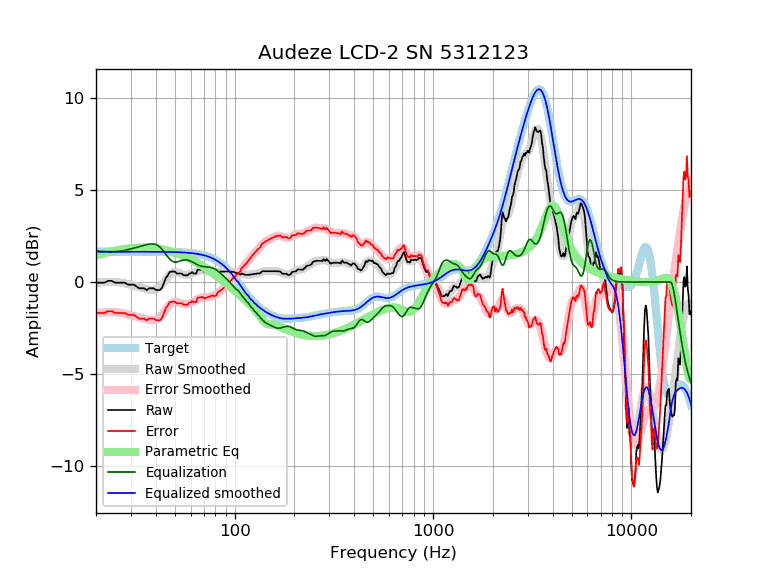 Audeze LCD-2 SN 5312123
Amplitude (dBr)
10
5
0
−5
−10
Target
Raw Smoothed
Error Smoothed
Raw
Error
Parametric Eq
Equalization
Equalized smoothed
100
1000
10000
Frequency (Hz)